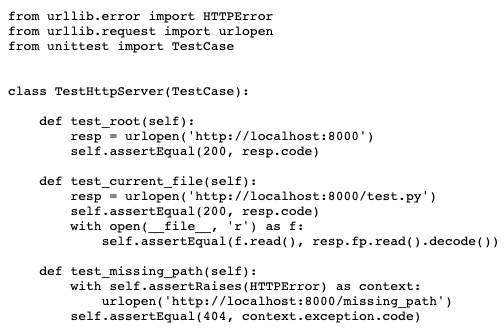 from urllib.error import HTTPError
from urllib.request import urlopen
from unittest import TestCase


class TestHttpServer(TestCase):

    def test_root(self):
        resp = urlopen('http://localhost:8000')
        self.assertEqual(200, resp.code)

    def test_current_file(self):
        resp = urlopen('http://localhost:8000/test.py')
        self.assertEqual(200, resp.code)
        with open(__file__, 'r') as f:
            self.assertEqual(f.read(), resp.fp.read().decode())

    def test_missing_path(self):
        with self.assertRaises(HTTPError) as context:
            urlopen('http://localhost:8000/missing_path')
        self.assertEqual(404, context.exception.code)